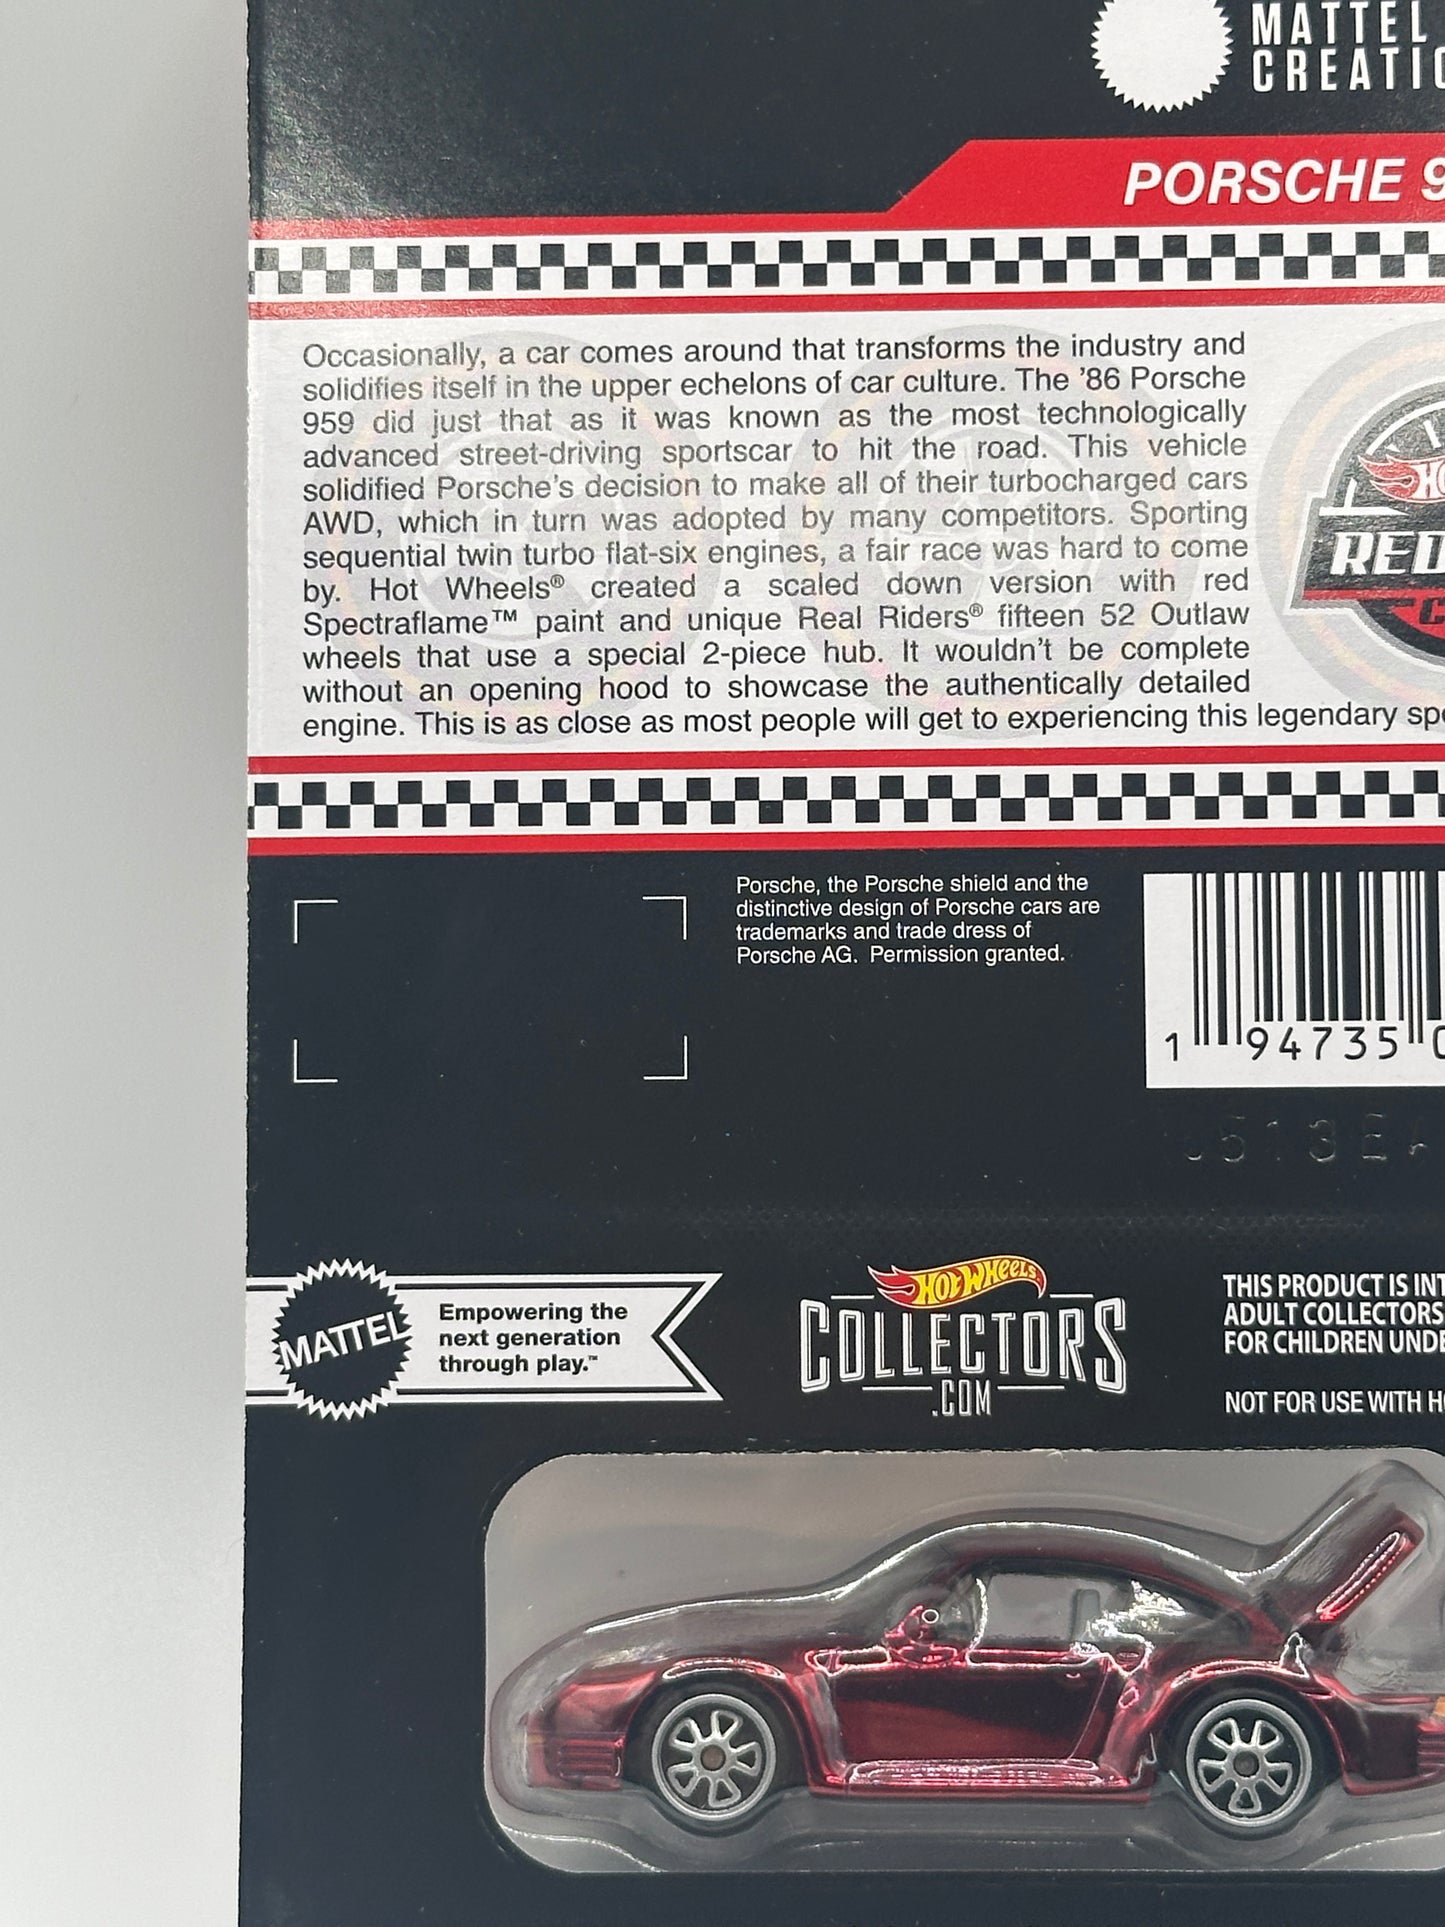 MATTEL
PORSCHE 9
Occasionally, a car comes around that transforms the industry and
solidifies itself in the upper echelons of car culture. The '86 Porsche
959 did just that as it was known as the most technologically
advanced street-driving sportscar to hit the road. This vehicle
solidified Porsche's decision to make all of their turbocharged cars
AWD, which in turn was adopted by many competitors. Sporting
sequential twin turbo flat-six engines, a fair race was hard to come
by. Hot Wheels® created a scaled down version with red
Spectraflame™ paint and unique Real Riders® fifteen 52 Outlaw
wheels that use a special 2-piece hub. It wouldn't be complete
without an opening hood to showcase the authentically detailed
engine. This is as close as most people will get to experiencing this legendary
RED
Porsche, the Porsche shield and the
distinctive design of Porsche cars are
trademarks and trade dress of
Porsche AG. Permission granted.
1 94735
MATTEL
Empowering the
next generation
through play.™
HOT WHEELS
COLLECTORS
.COM
THIS PRODUCT IS
ADULT COLLECTORS
FOR CHILDREN
NOT FOR USE WITH